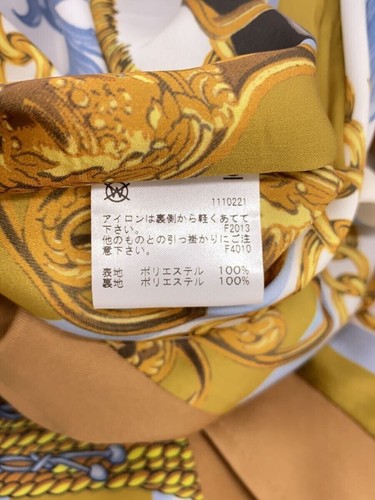 1110221
アイロンは裏側から軽くあてて
下さい。 F2013
他のものとの引っ掛かりにご注
意下さい。 F4010
表地 ポリエステル 100%
裏地 ポリエステル 100%